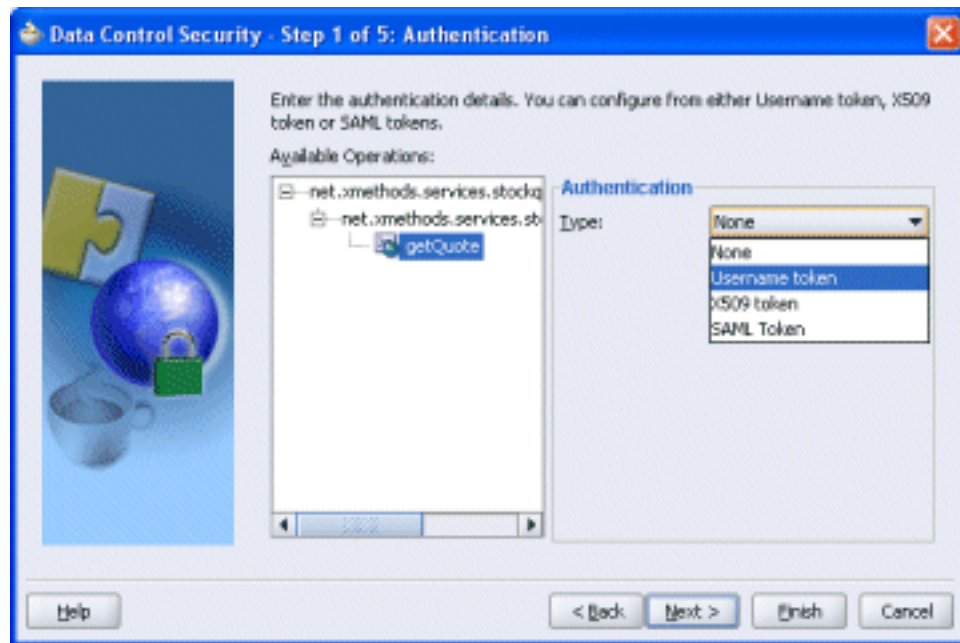 Data Control Security - Step 1 of 5: Authentication
Enter the authentication details. You can configure from either Username token, X509
token or SAML tokens.
Available Operations:
net.xmethods.services.stockq
net.xmethods.services.st
getQuote
Authentication
Type:
None
None
Username token
X509 token
SAML Token
Help
< Back
Next >
Finish
Cancel